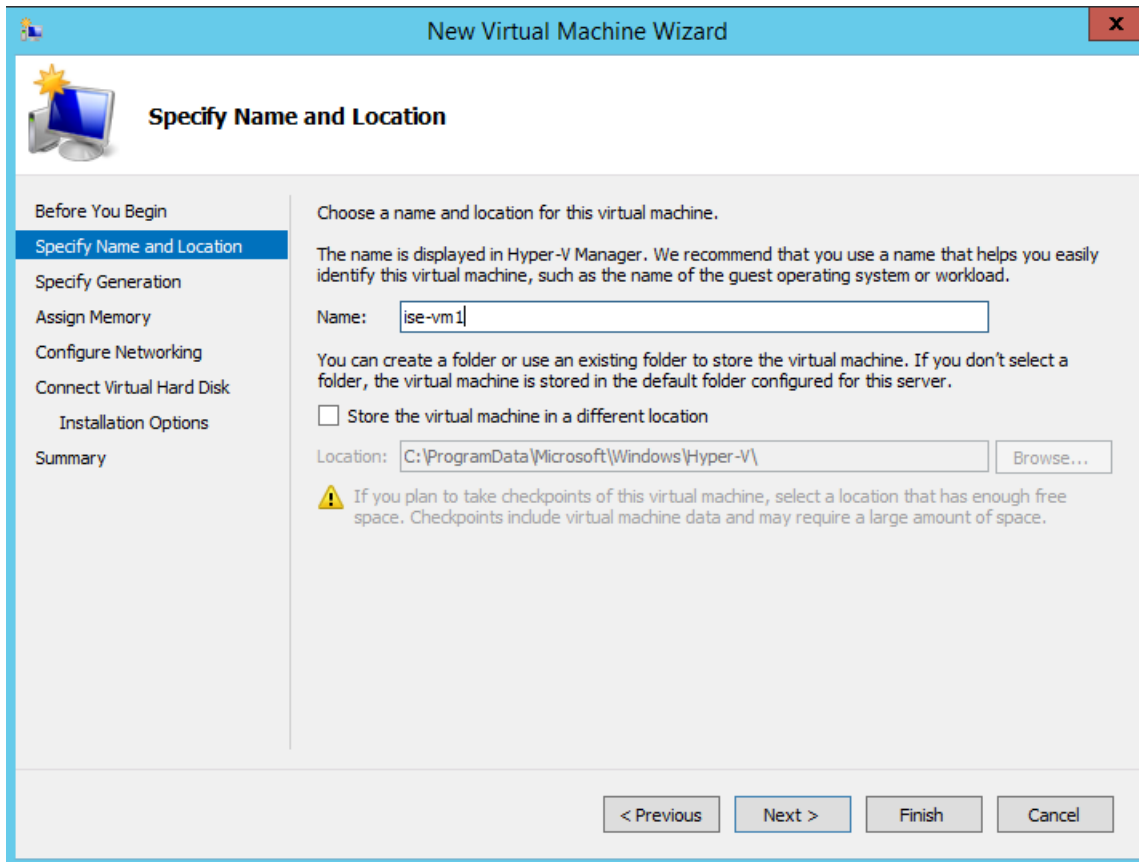 New Virtual Machine Wizard
x
Specify Name and Location
Before You Begin
Specify Name and Location
Specify Generation
Assign Memory
Configure Networking
Connect Virtual Hard Disk
Installation Options
Summary
Choose a name and location for this virtual machine.
The name is displayed in Hyper-V Manager. We recommend that you use a name that helps you easily
identify this virtual machine, such as the name of the guest operating system or workload.
Name: ise-vm1
You can create a folder or use an existing folder to store the virtual machine. If you don't select a
folder, the virtual machine is stored in the default folder configured for this server.
Store the virtual machine in a different location
Location: C:\ProgramData\Microsoft\Windows\Hyper-V\ Browse...
If you plan to take checkpoints of this virtual machine, select a location that has enough free
space. Checkpoints include virtual machine data and may require a large amount of space.
< Previous Next > Finish Cancel